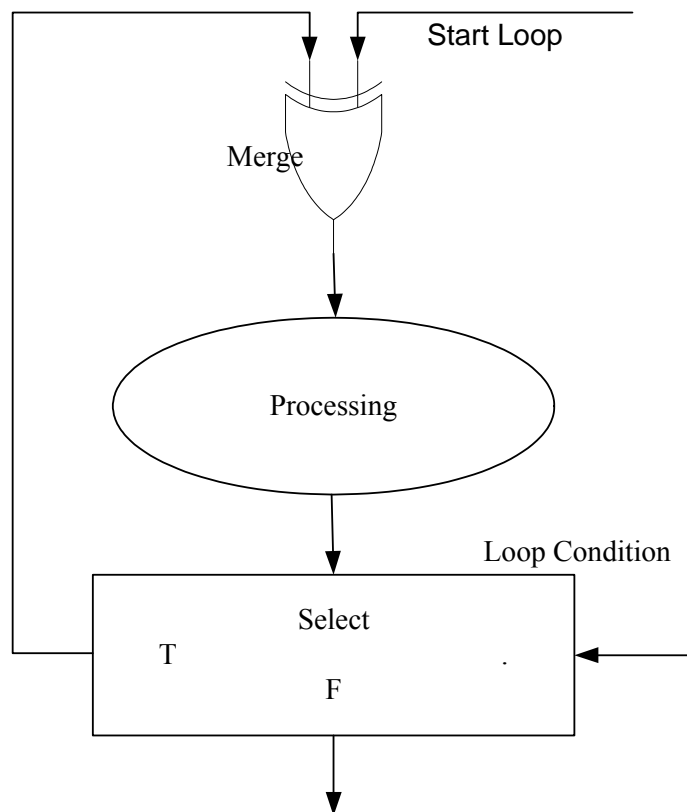 Start Loop
Merge
Processing
Loop Condition
Select
T .
F